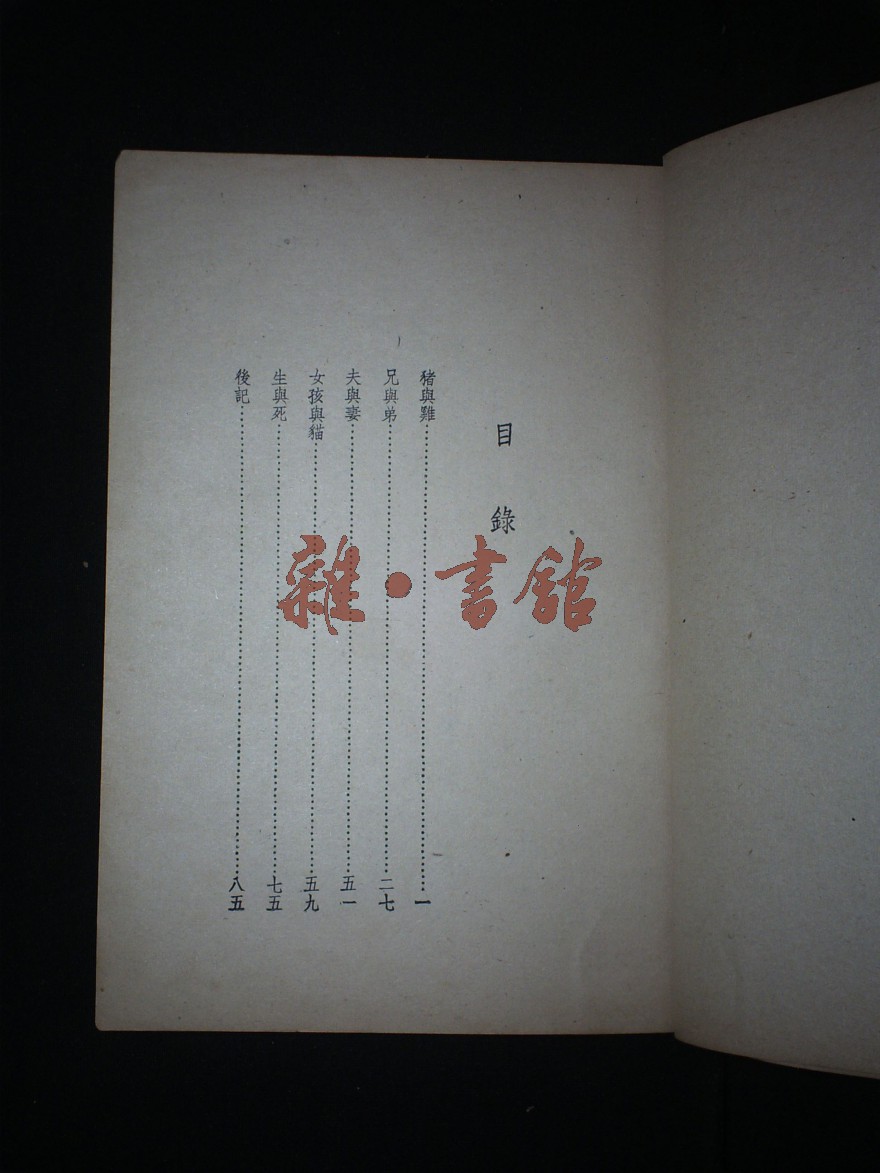 目錄
猪與雞……一
兄與弟……二七
夫與妻……五一
女孩與貓……五九
生與死……七五
後記……八五
雜·書館